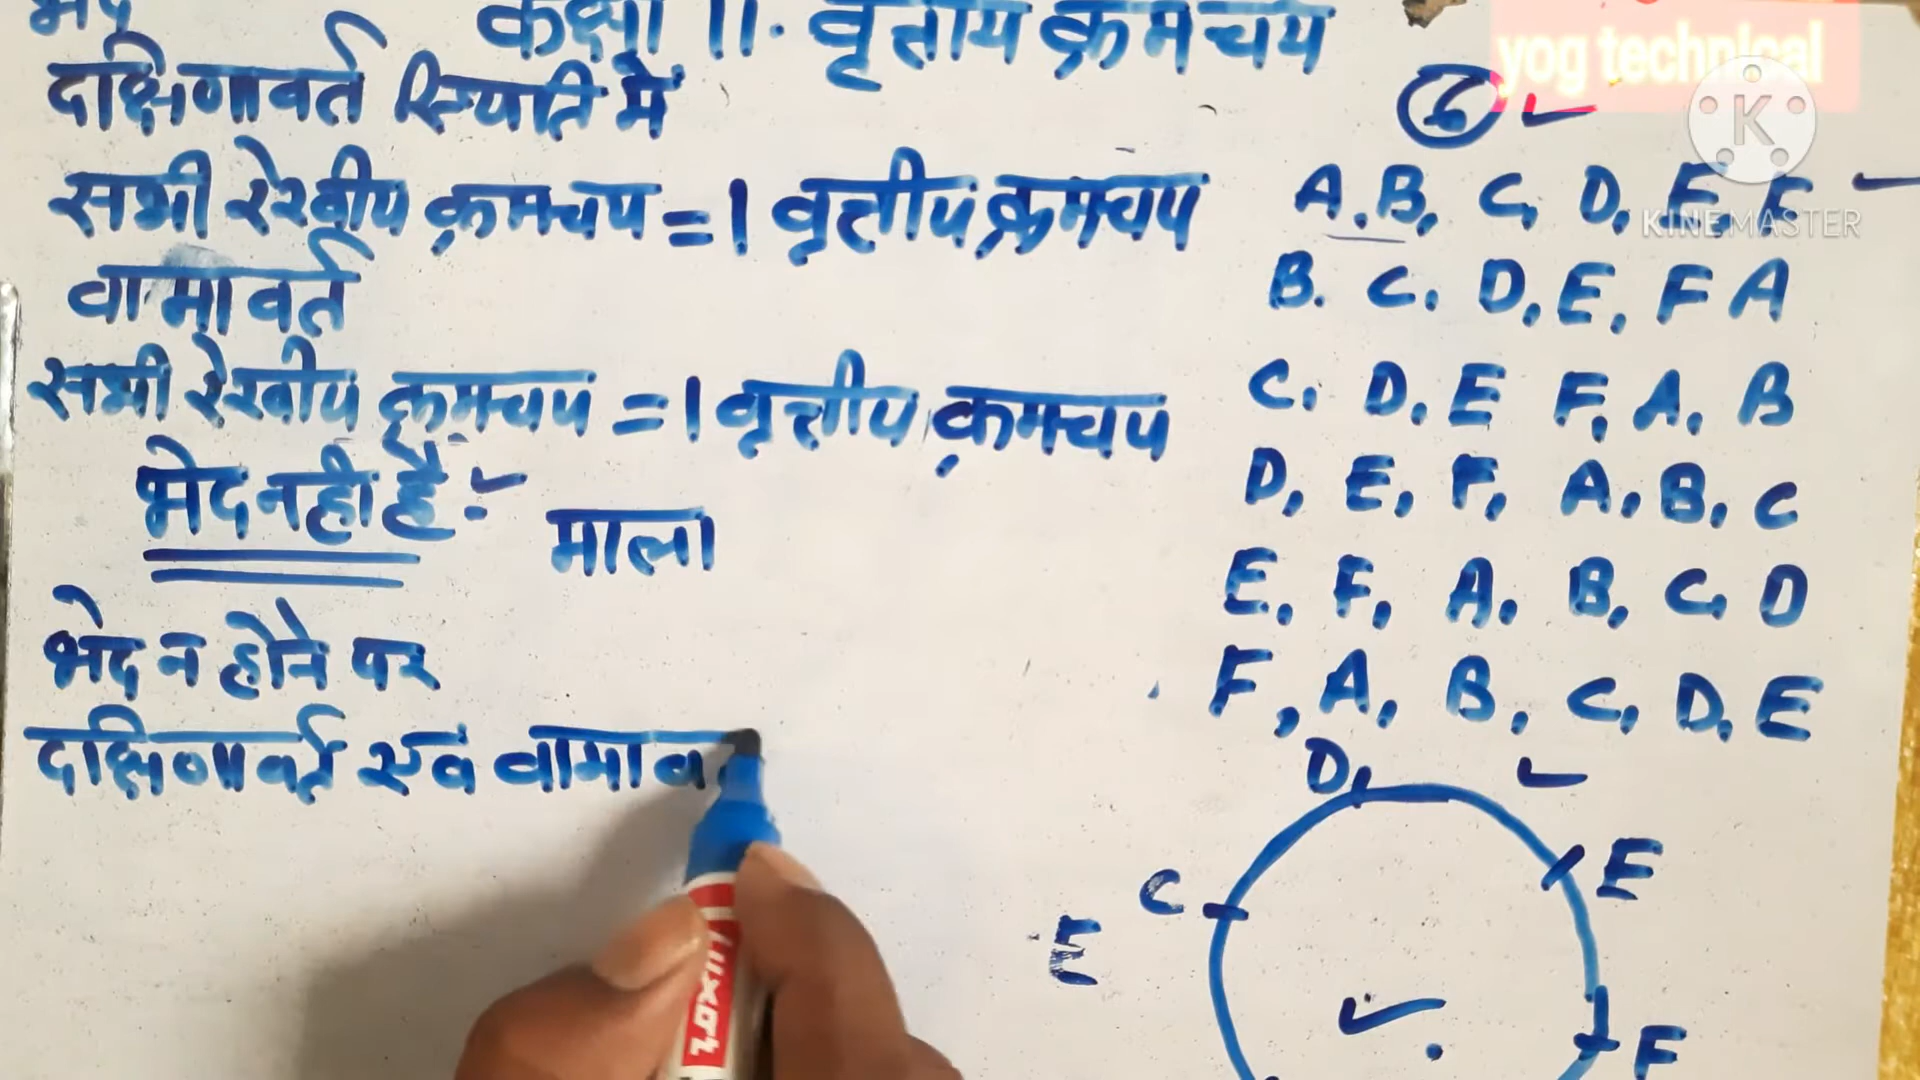 भेद
कक्षा 11. वृत्तीय क्रमचय
yog technical
दक्षिणावर्त स्थिति में
6
सभी रेखीय क्रमचय = 1 वृत्तीय क्रमचय
वामावर्त
सभी रेखीय क्रमचय = 1 वृत्तीय क्रमचय
भेद नही है :-
माला
भेद न होने पर
दक्षिणावर्त एवं वामाव
K
KINEMASTER
A, B, C, D, E, F
B. C, D, E, F A
C, D, E F, A, B
D, E, F, A, B, C
E, F, A, B, C, D
F, A, B, C, D, E
D,
E
C
E
F